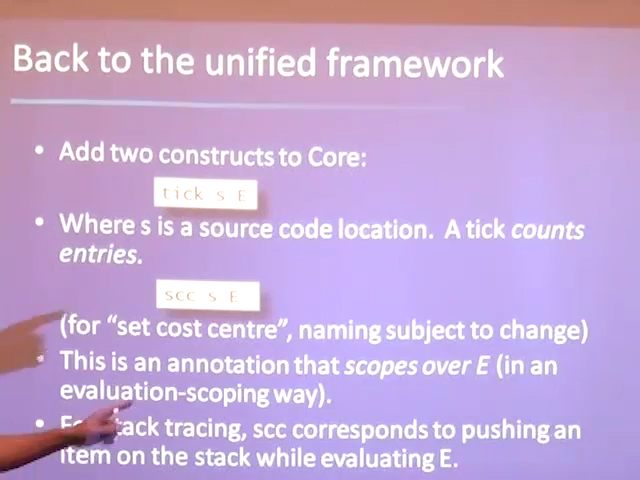 Back to the unified framework
• Add two constructs to Core:
tick s E
• Where s is a source code location. A tick counts
entries.
scc s E
(for “set cost centre”, naming subject to change)
• This is an annotation that scopes over E (in an
evaluation-scoping way).
• tracing, scc corresponds to pushing an
item on the stack while evaluating E.